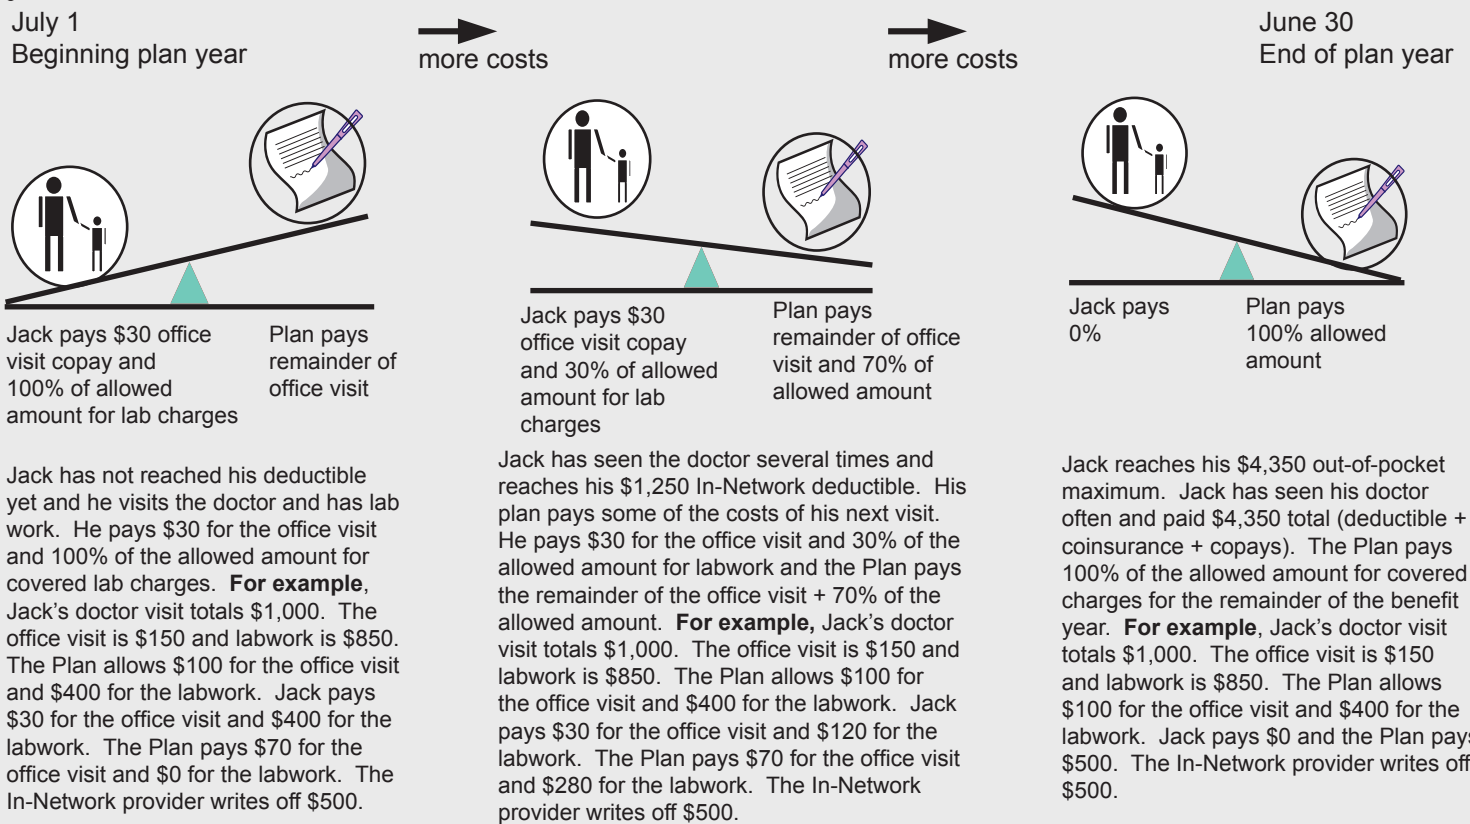 July 1
Beginning plan year
more costs
more costs
June 30
End of plan year
Jack pays $30 office
visit copay and
100% of allowed
amount for lab charges
Plan pays
remainder of
office visit
Jack pays $30
office visit copay
and 30% of allowed
amount for lab
charges
Plan pays
remainder of office
visit and 70% of
allowed amount
Jack pays
0%
Plan pays
100% allowed
amount
Jack has not reached his deductible
yet and he visits the doctor and has lab
work.  He pays $30 for the office visit
and 100% of the allowed amount for
covered lab charges.  For example,
Jack’s doctor visit totals $1,000.  The
office visit is $150 and labwork is $850.
The Plan allows $100 for the office visit
and $400 for the labwork.  Jack pays
$30 for the office visit and $400 for the
labwork.  The Plan pays $70 for the
office visit and $0 for the labwork.  The
In-Network provider writes off $500.
Jack has seen the doctor several times and
reaches his $1,250 In-Network deductible.  His
plan pays some of the costs of his next visit.
He pays $30 for the office visit and 30% of the
allowed amount for labwork and the Plan pays
the remainder of the office visit + 70% of the
allowed amount.  For example, Jack’s doctor
visit totals $1,000.  The office visit is $150 and
labwork is $850.  The Plan allows $100 for
the office visit and $400 for the labwork.  Jack
pays $30 for the office visit and $120 for the
labwork.  The Plan pays $70 for the office visit
and $280 for the labwork.  The In-Network
provider writes off $500.
Jack reaches his $4,350 out-of-pocket
maximum.  Jack has seen his doctor
often and paid $4,350 total (deductible +
coinsurance + copays).  The Plan pays
100% of the allowed amount for covered
charges for the remainder of the benefit
year.  For example, Jack’s doctor visit
totals $1,000.  The office visit is $150
and labwork is $850.  The Plan allows
$100 for the office visit and $400 for the
labwork.  Jack pays $0 and the Plan pays
$500.  The In-Network provider writes off
$500.